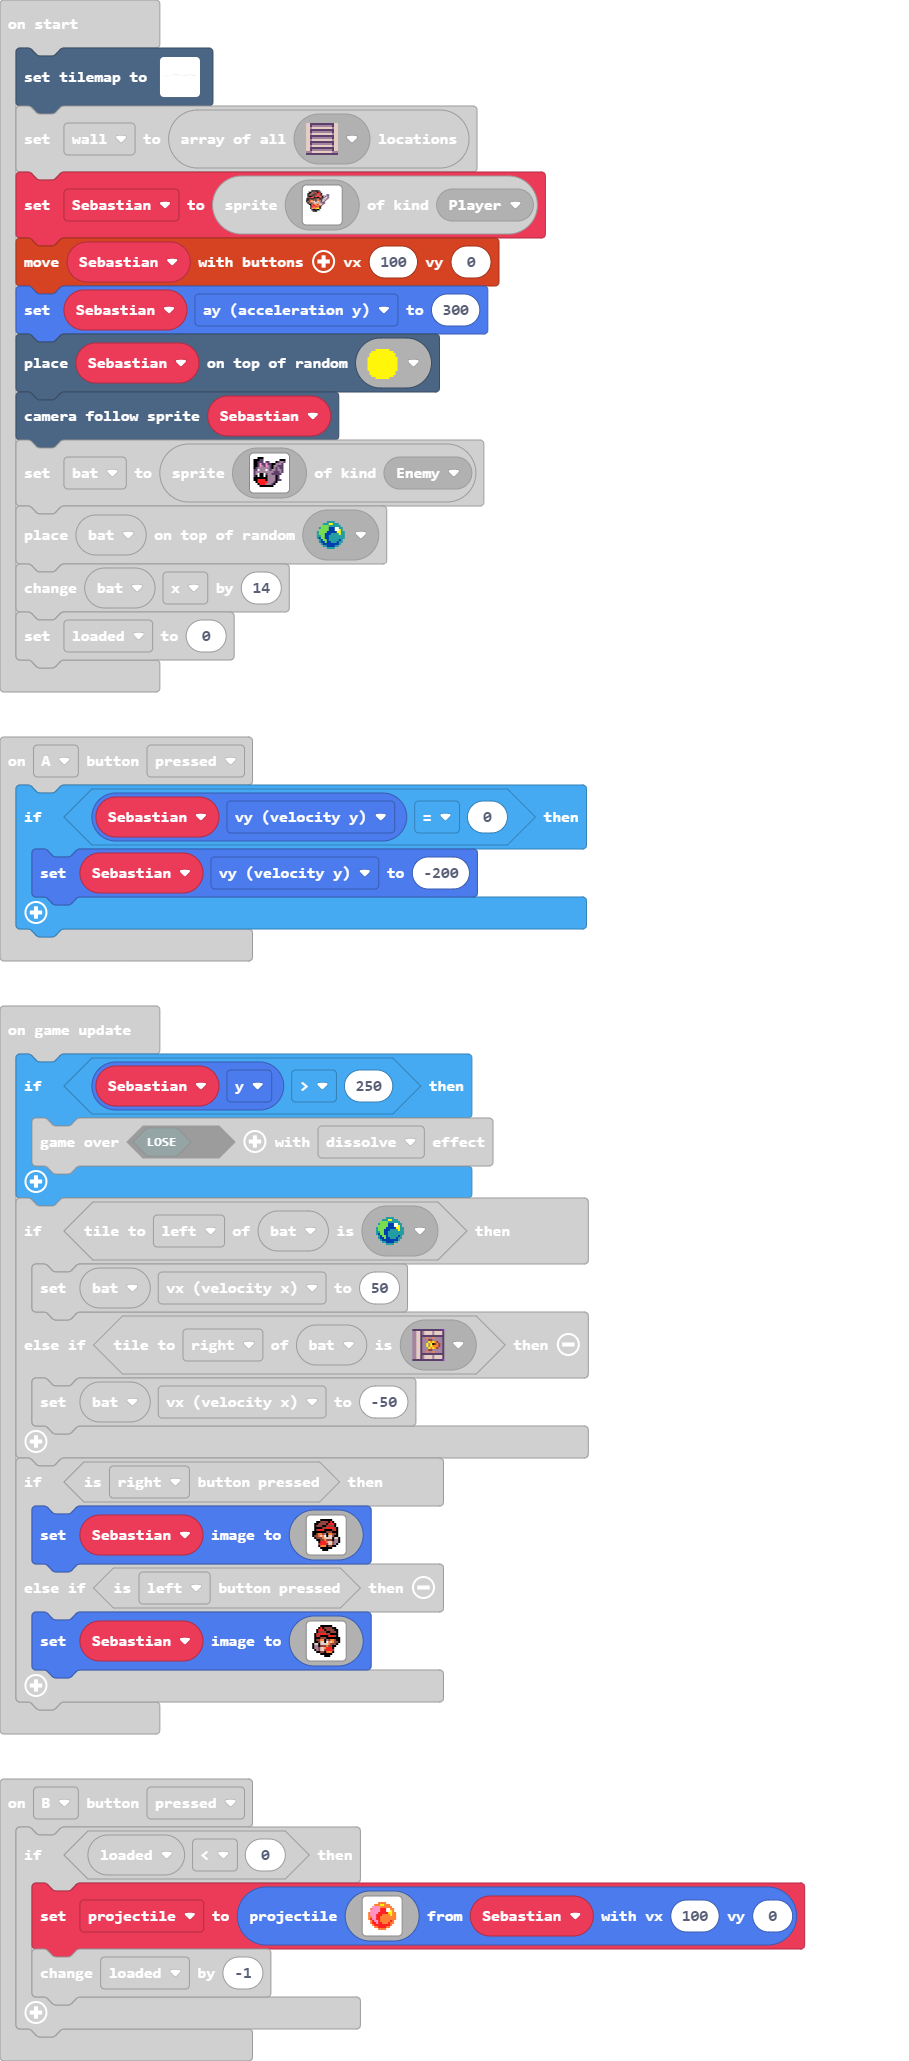 on start
set tilemap to
set wall to array of all locations
set Sebastian to sprite of kind Player
move Sebastian with buttons vx 100 vy 0
set Sebastian ay (acceleration y) to 300
place Sebastian on top of random
camera follow sprite Sebastian
set bat to sprite of kind Enemy
place bat on top of random
change bat x by 14
set loaded to 0
on A button pressed
if Sebastian vy (velocity y) = 0 then
set Sebastian vy (velocity y) to -200
on game update
if Sebastian y > 250 then
game over LOSE with dissolve effect
if tile to left of bat is then
set bat vx (velocity x) to 50
else if tile to right of bat is then
set bat vx (velocity x) to -50
if is right button pressed then
set Sebastian image to
else if is left button pressed then
set Sebastian image to
on B button pressed
if loaded < 0 then
set projectile to projectile from Sebastian with vx 100 vy 0
change loaded by -1